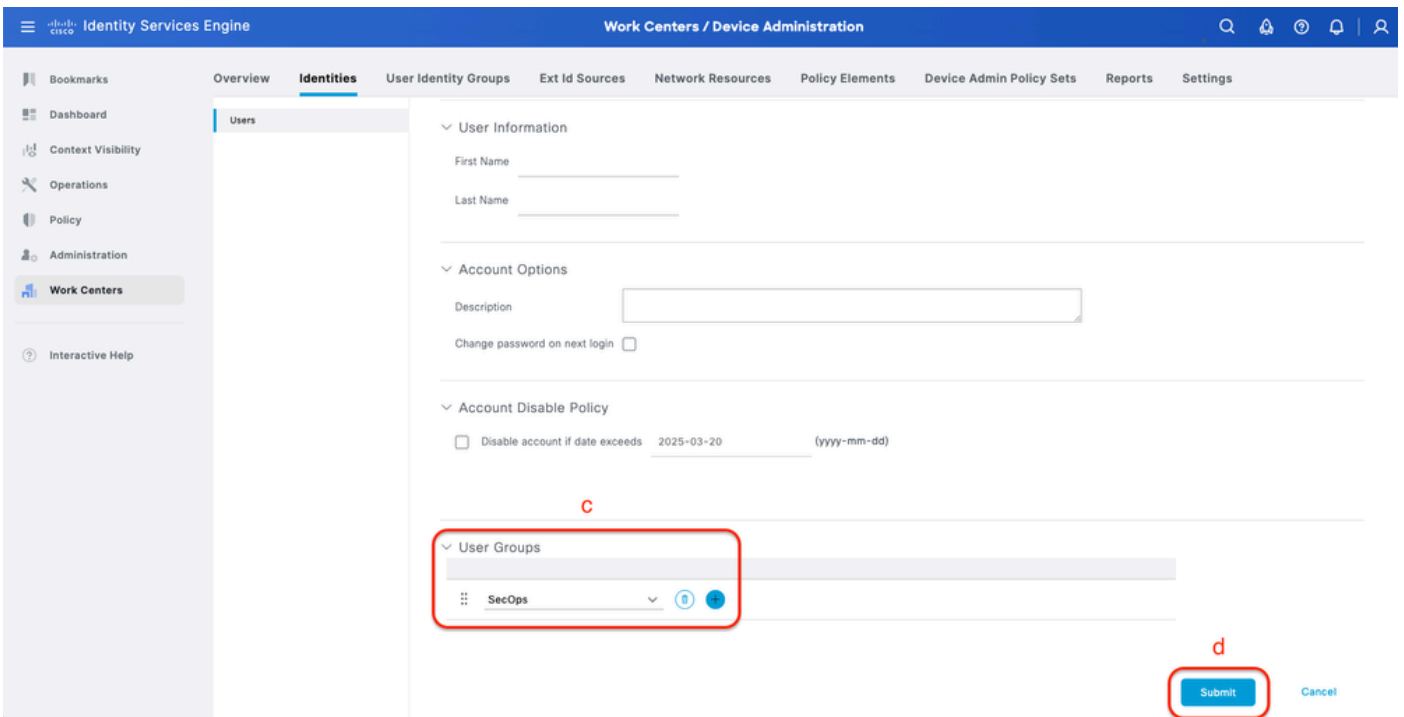 cisco Identity Services Engine
Work Centers / Device Administration
Bookmarks
Dashboard
Context Visibility
Operations
Policy
Administration
Work Centers
Interactive Help
Overview Identities User Identity Groups Ext Id Sources Network Resources Policy Elements Device Admin Policy Sets Reports Settings
Users
User Information
First Name
Last Name
Account Options
Description
Change password on next login
Account Disable Policy
Disable account if date exceeds 2025-03-20 (yyyy-mm-dd)
c
User Groups
SecOps
d
Submit Cancel